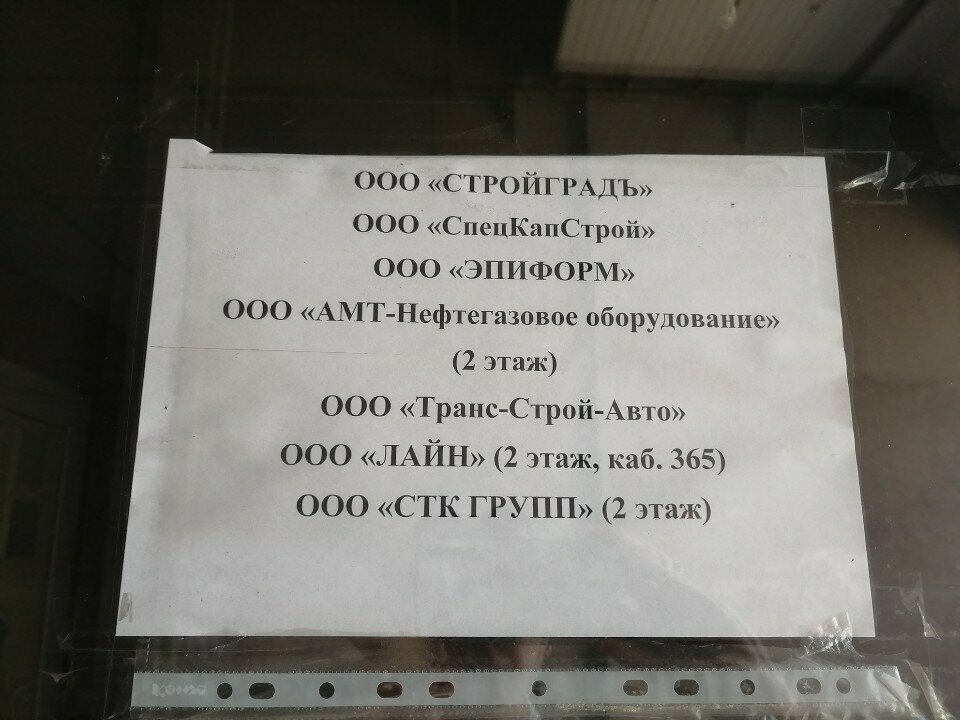 ООО «СТРОЙГРАДЪ»
ООО «СпецКапСтрой»
ООО «ЭПИФОРМ»
ООО «АМТ-Нефтегазовое оборудование»
(2 этаж)
ООО «Транс-Строй-Авто»
ООО «ЛАЙН» (2 этаж, каб. 365)
ООО «СТК ГРУПП» (2 этаж)